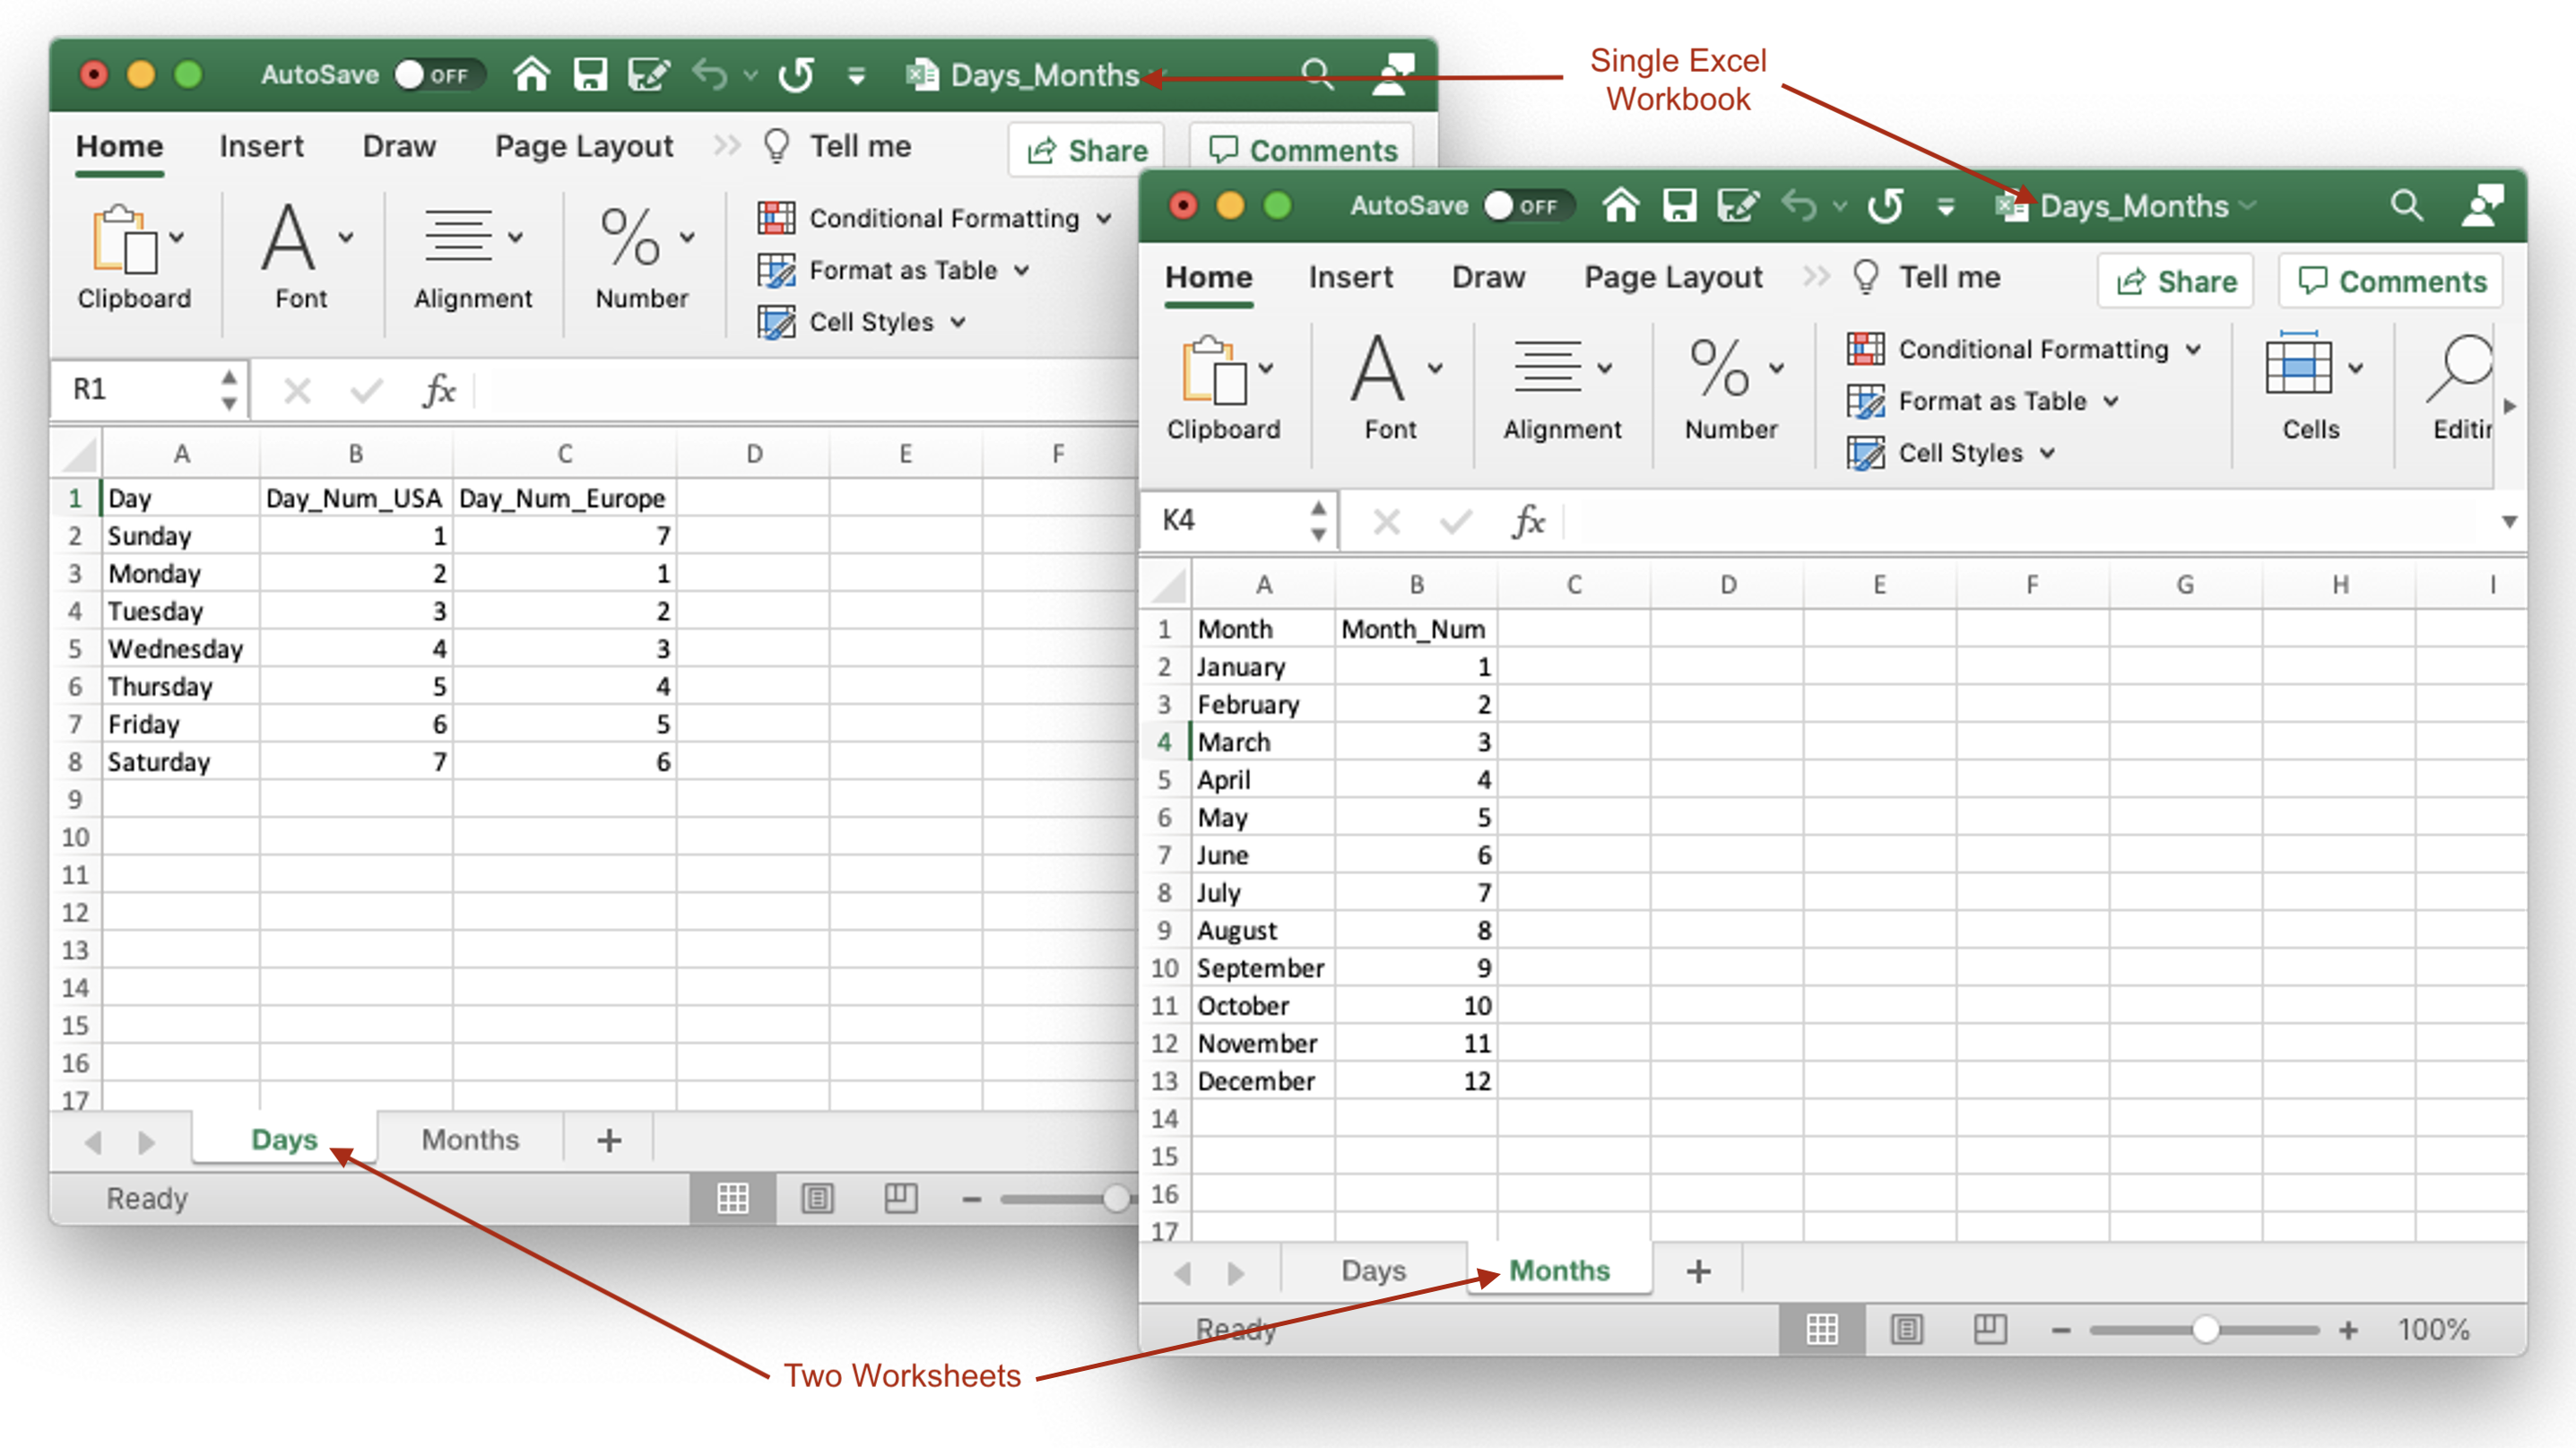 AutoSave OFF Days_Months
Home Insert Draw Page Layout >> Tell me Share Comments
Clipboard Font Alignment % Number
Conditional Formatting
Format as Table
Cell Styles
R1 fx
A B C D E F
1 Day Day_Num_USA Day_Num_Europe
2 Sunday 1 7
3 Monday 2 1
4 Tuesday 3 2
5 Wednesday 4 3
6 Thursday 5 4
7 Friday 6 5
8 Saturday 7 6
9
10
11
12
13
14
15
16
17
Days Months +
Ready
Single Excel
Workbook
AutoSave OFF Days_Months
Home Insert Draw Page Layout >> Tell me Share Comments
Clipboard Font Alignment % Number
Conditional Formatting
Format as Table
Cell Styles
Cells Editin
K4 fx
A B C D E F G H I
1 Month Month_Num
2 January 1
3 February 2
4 March 3
5 April 4
6 May 5
7 June 6
8 July 7
9 August 8
10 September 9
11 October 10
12 November 11
13 December 12
14
15
16
17
Days Months +
Ready 100%
Two Worksheets